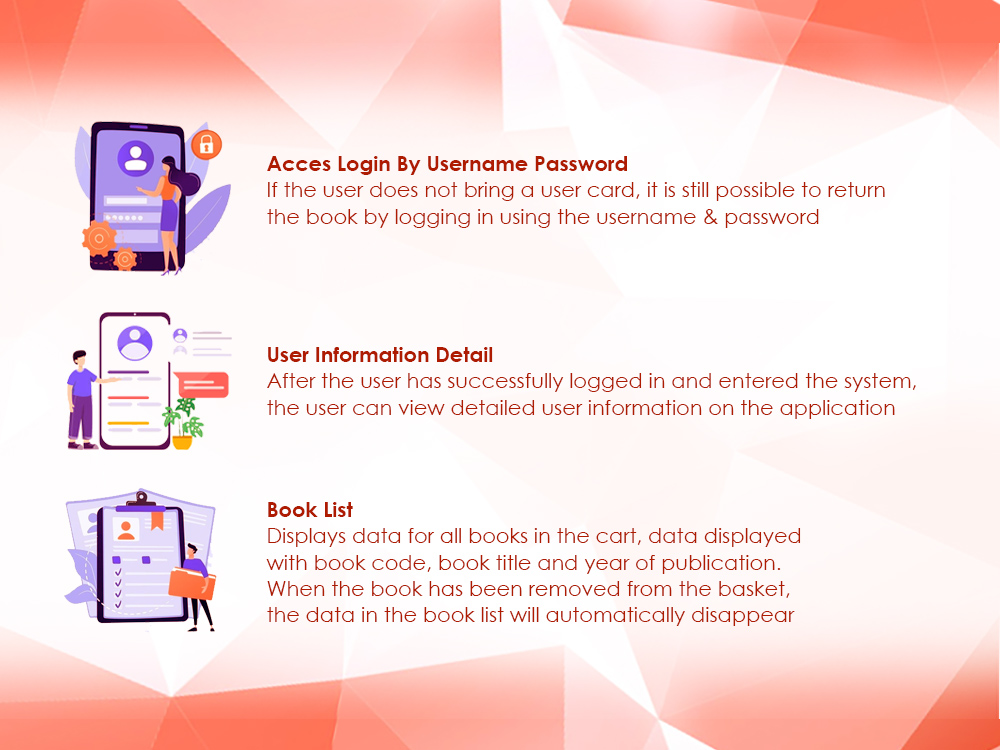 Acces Login By Username Password
If the user does not bring a user card, it is still possible to return
the book by logging in using the username & password
User Information Detail
After the user has successfully logged in and entered the system,
the user can view detailed user information on the application
Book List
Displays data for all books in the cart, data displayed
with book code, book title and year of publication.
When the book has been removed from the basket,
the data in the book list will automatically disappear